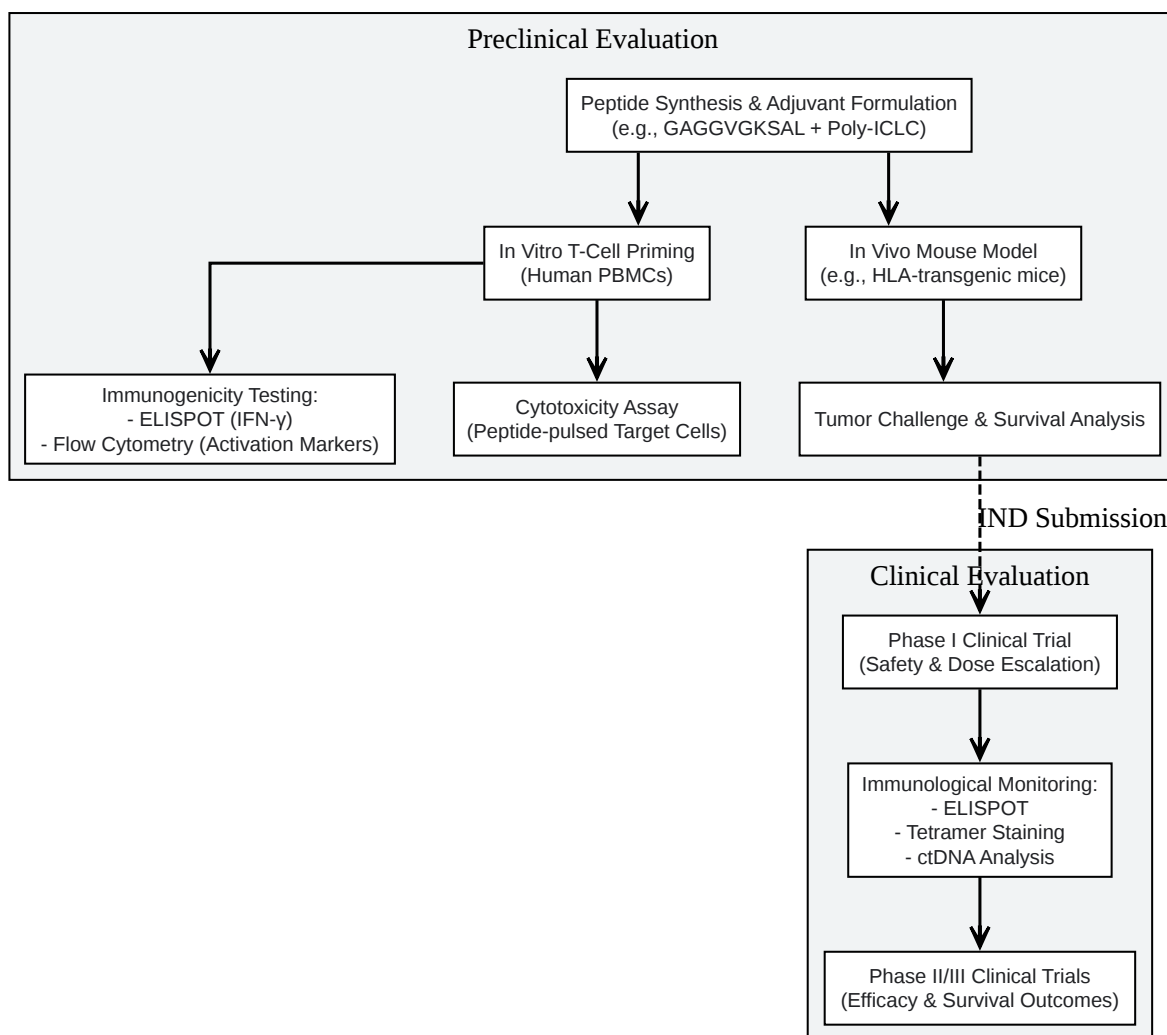 Preclinical Evaluation
Peptide Synthesis & Adjuvant Formulation
(e.g., GAGGVGKSAL + Poly-ICLC)
In Vitro T-Cell Priming
(Human PBMCs)
In Vivo Mouse Model
(e.g., HLA-transgenic mice)
Immunogenicity Testing:
- ELISPOT (IFN-γ)
- Flow Cytometry (Activation Markers)
Cytotoxicity Assay
(Peptide-pulsed Target Cells)
Tumor Challenge & Survival Analysis
IND Submission
Clinical Evaluation
Phase I Clinical Trial
(Safety & Dose Escalation)
Immunological Monitoring:
- ELISPOT
- Tetramer Staining
- ctDNA Analysis
Phase II/III Clinical Trials
(Efficacy & Survival Outcomes)